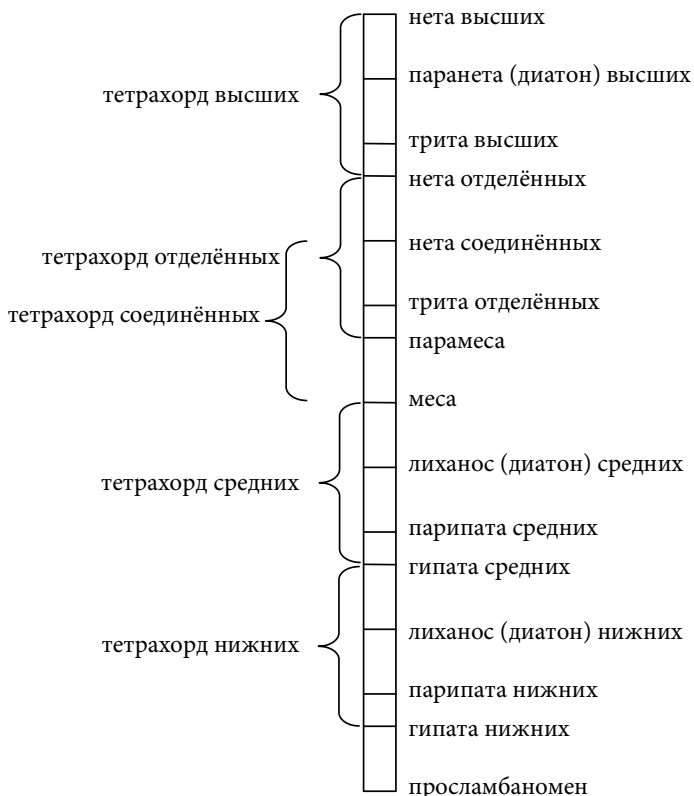 нета высших
паранета (диатон) высших
тетрахорд высших
трита высших
нета отделённых
нета соединённых
тетрахорд отделённых
трита отделённых
тетрахорд соединённых
парамеса
меса
лиханос (диатон) средних
тетрахорд средних
парипата средних
гипата средних
лиханос (диатон) нижних
тетрахорд нижних
парипата нижних
гипата нижних
просламбаномен